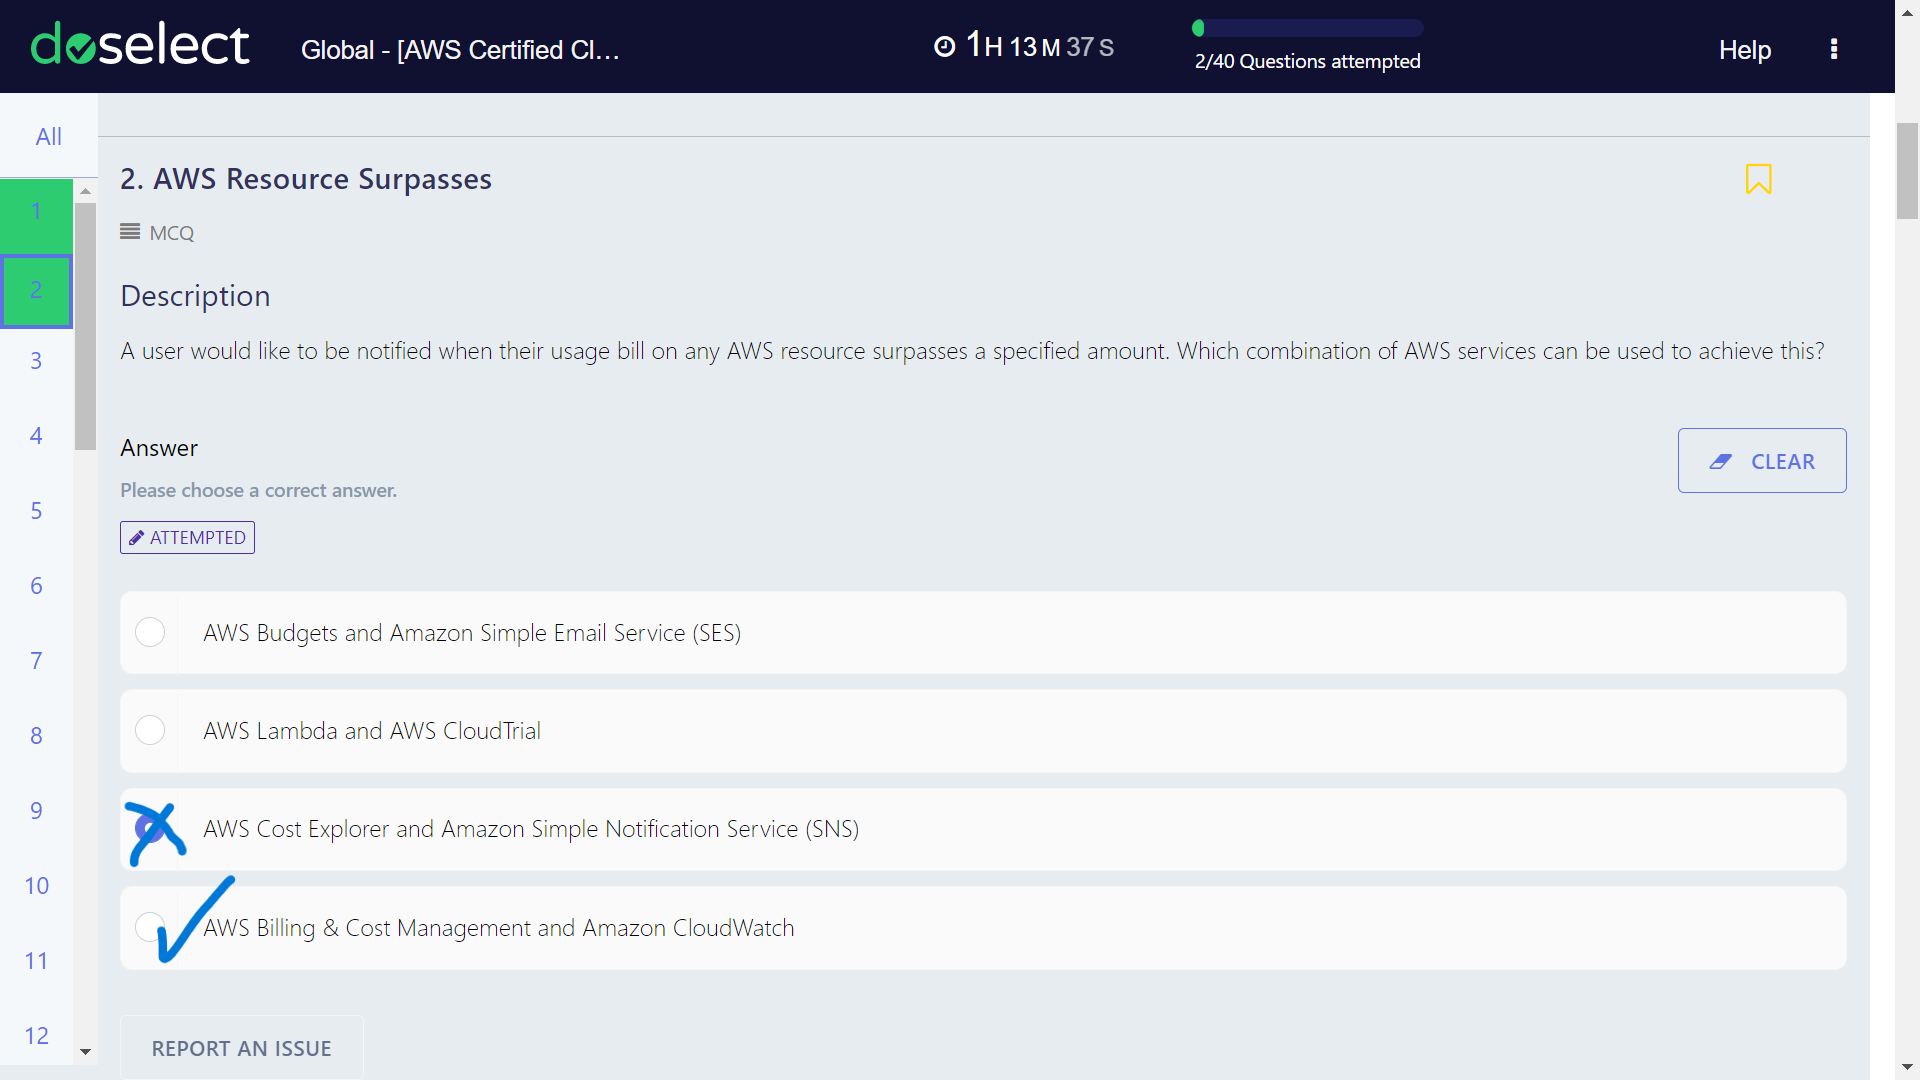 doselect
Global - [AWS Certified Cl...
1H 13M 37S
2/40 Questions attempted
Help
All
1
2
3
4
5
6
7
8
9
10
11
12
2. AWS Resource Surpasses
MCQ
Description
A user would like to be notified when their usage bill on any AWS resource surpasses a specified amount. Which combination of AWS services can be used to achieve this?
Answer
CLEAR
Please choose a correct answer.
ATTEMPTED
AWS Budgets and Amazon Simple Email Service (SES)
AWS Lambda and AWS CloudTrial
AWS Cost Explorer and Amazon Simple Notification Service (SNS)
AWS Billing & Cost Management and Amazon CloudWatch
REPORT AN ISSUE